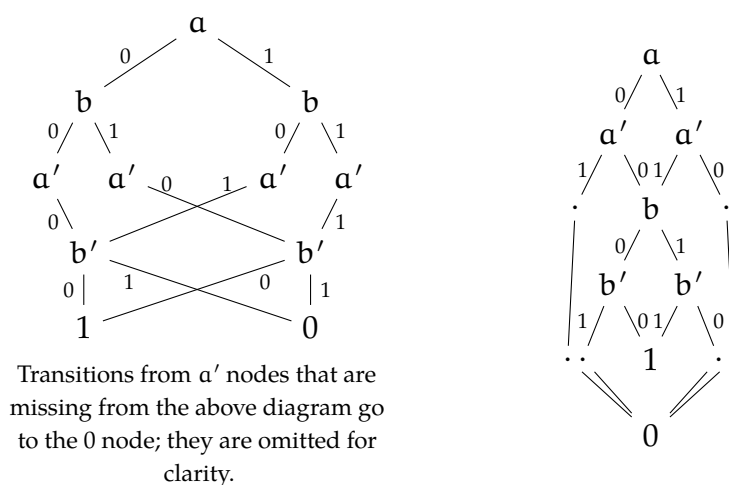 a
0 1
b b
0 1 0 1
a′ a′ 0 1 a′ a′
0 1
b′ b′
0 1 0 1
1 0
Transitions from a′ nodes that are
missing from the above diagram go
to the 0 node; they are omitted for
clarity.
a
0 1
a′ a′
1 0 1 0
· b ·
0 1
b′ b′
1 0 1 0
· · 1 ·
0